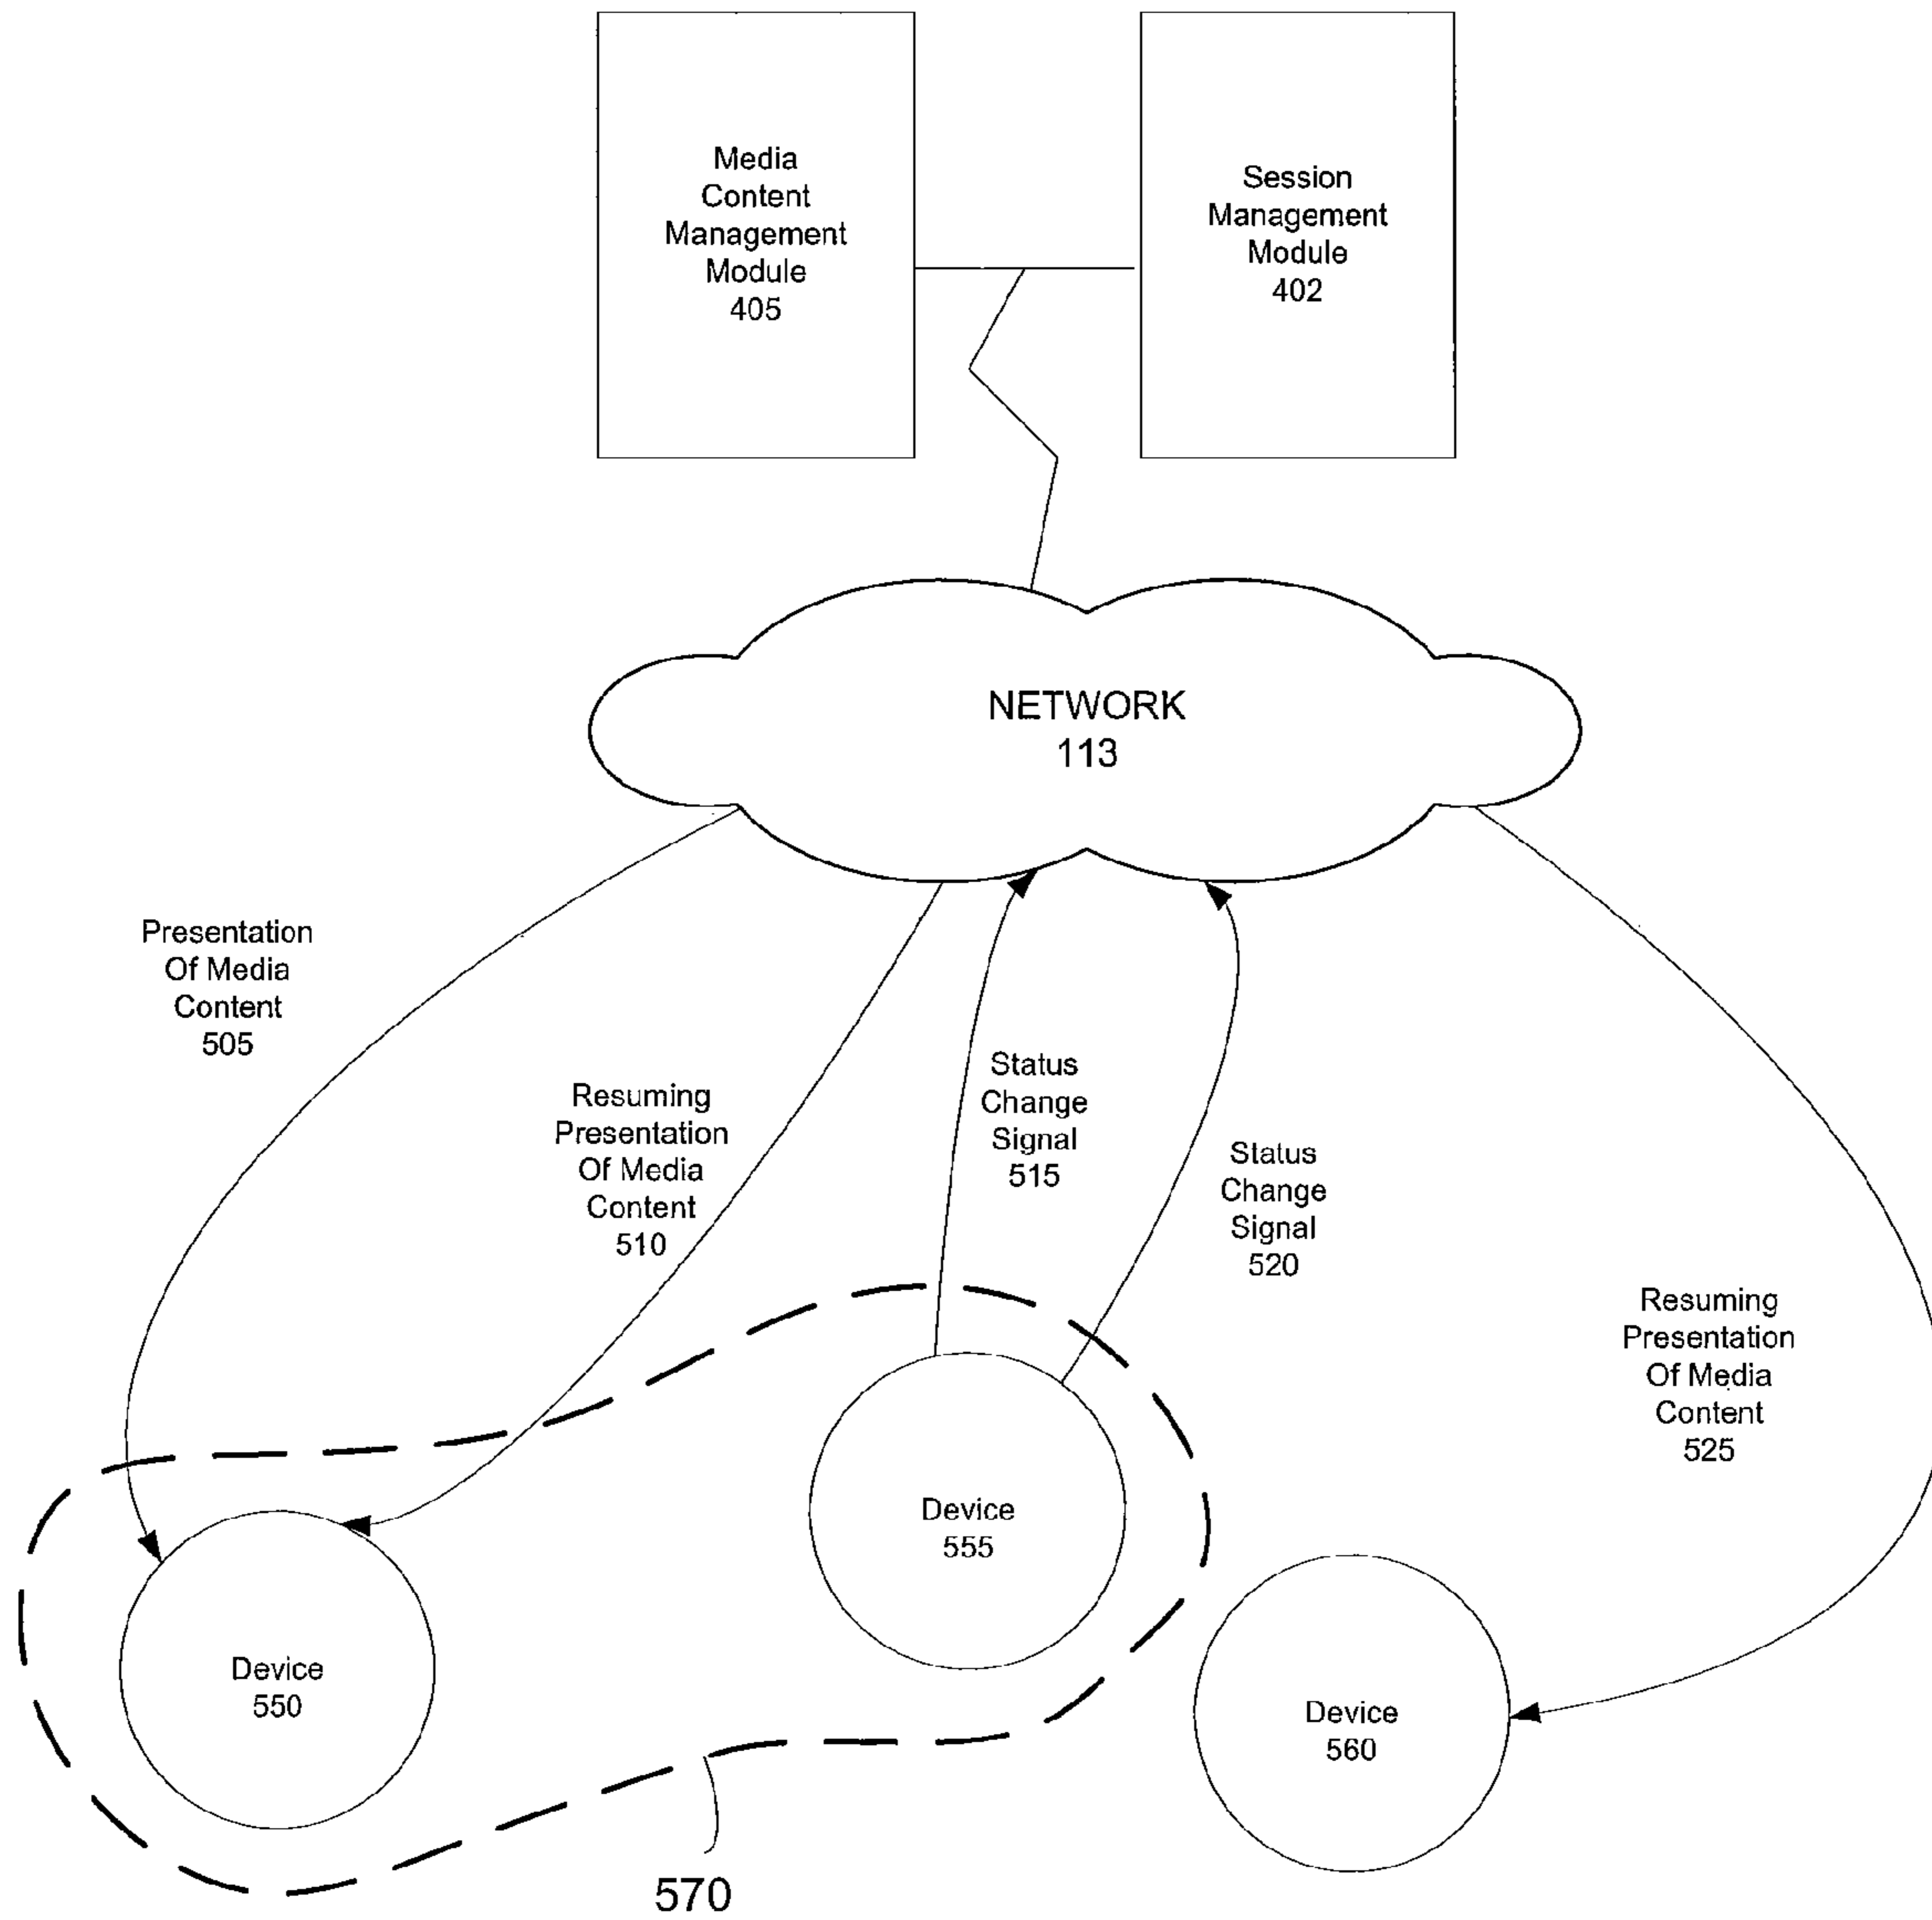 Media
Content
Management
Module
405
Session
Management
Module
402
NETWORK
113
Presentation
Of Media
Content
505
Resuming
Presentation
Of Media
Content
510
Status
Change
Signal
515
Status
Change
Signal
520
Resuming
Presentation
Of Media
Content
525
Device
550
Device
555
Device
560
570